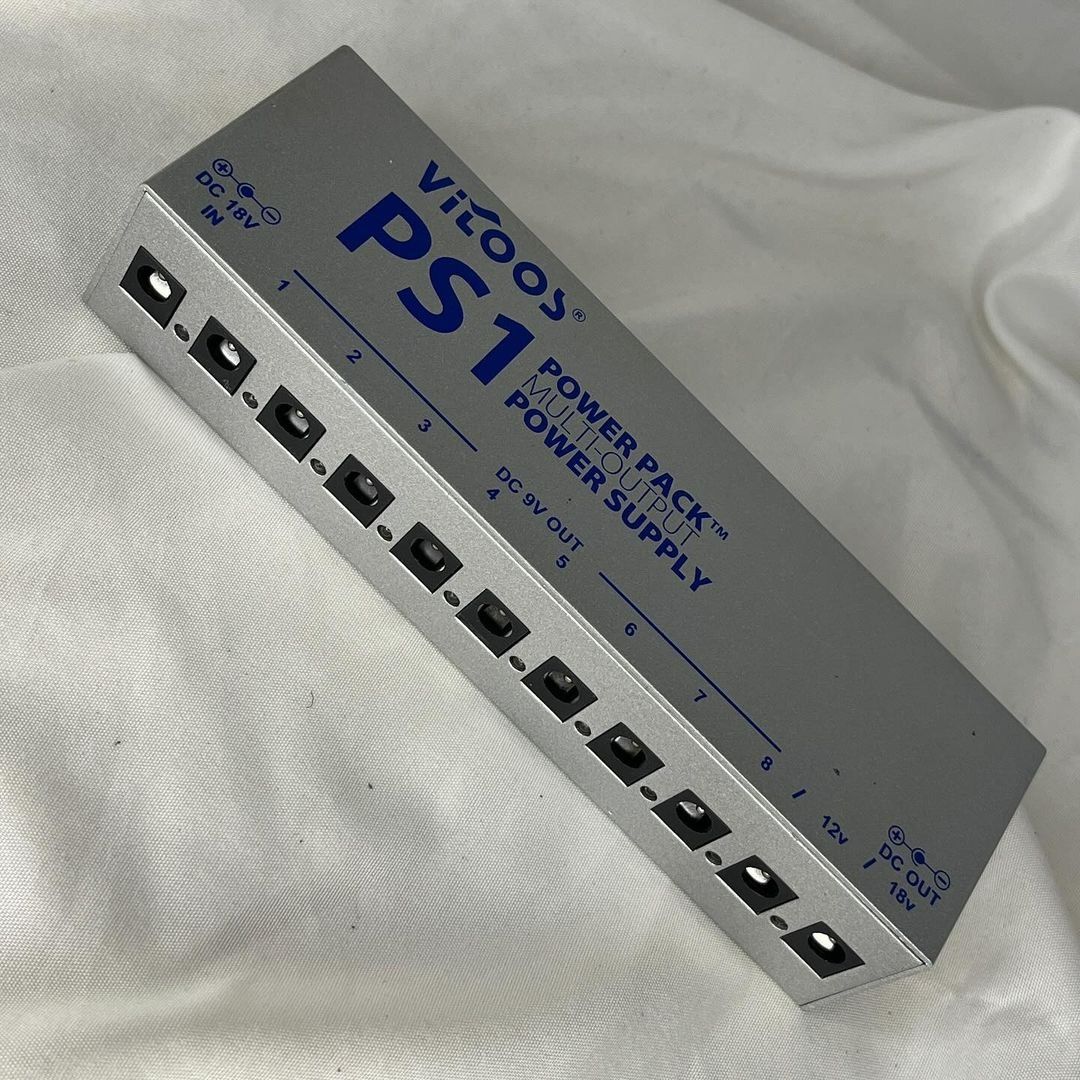 ViLOOS®
PS1
POWER PACK™
MULTI-OUTPUT
POWER SUPPLY
+ -
DC 18V
IN
1 2 3 4 5 6 7 8 / 12v / 18v
DC 9V OUT
+ -
DC OUT